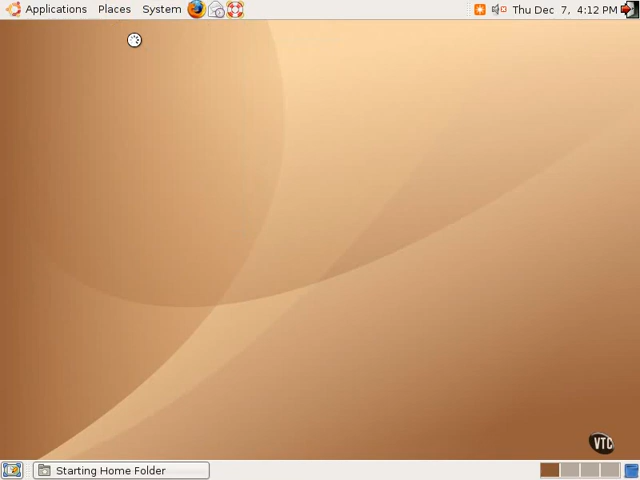 Applications Places System Thu Dec 7, 4:12 PM
VTC
Starting Home Folder